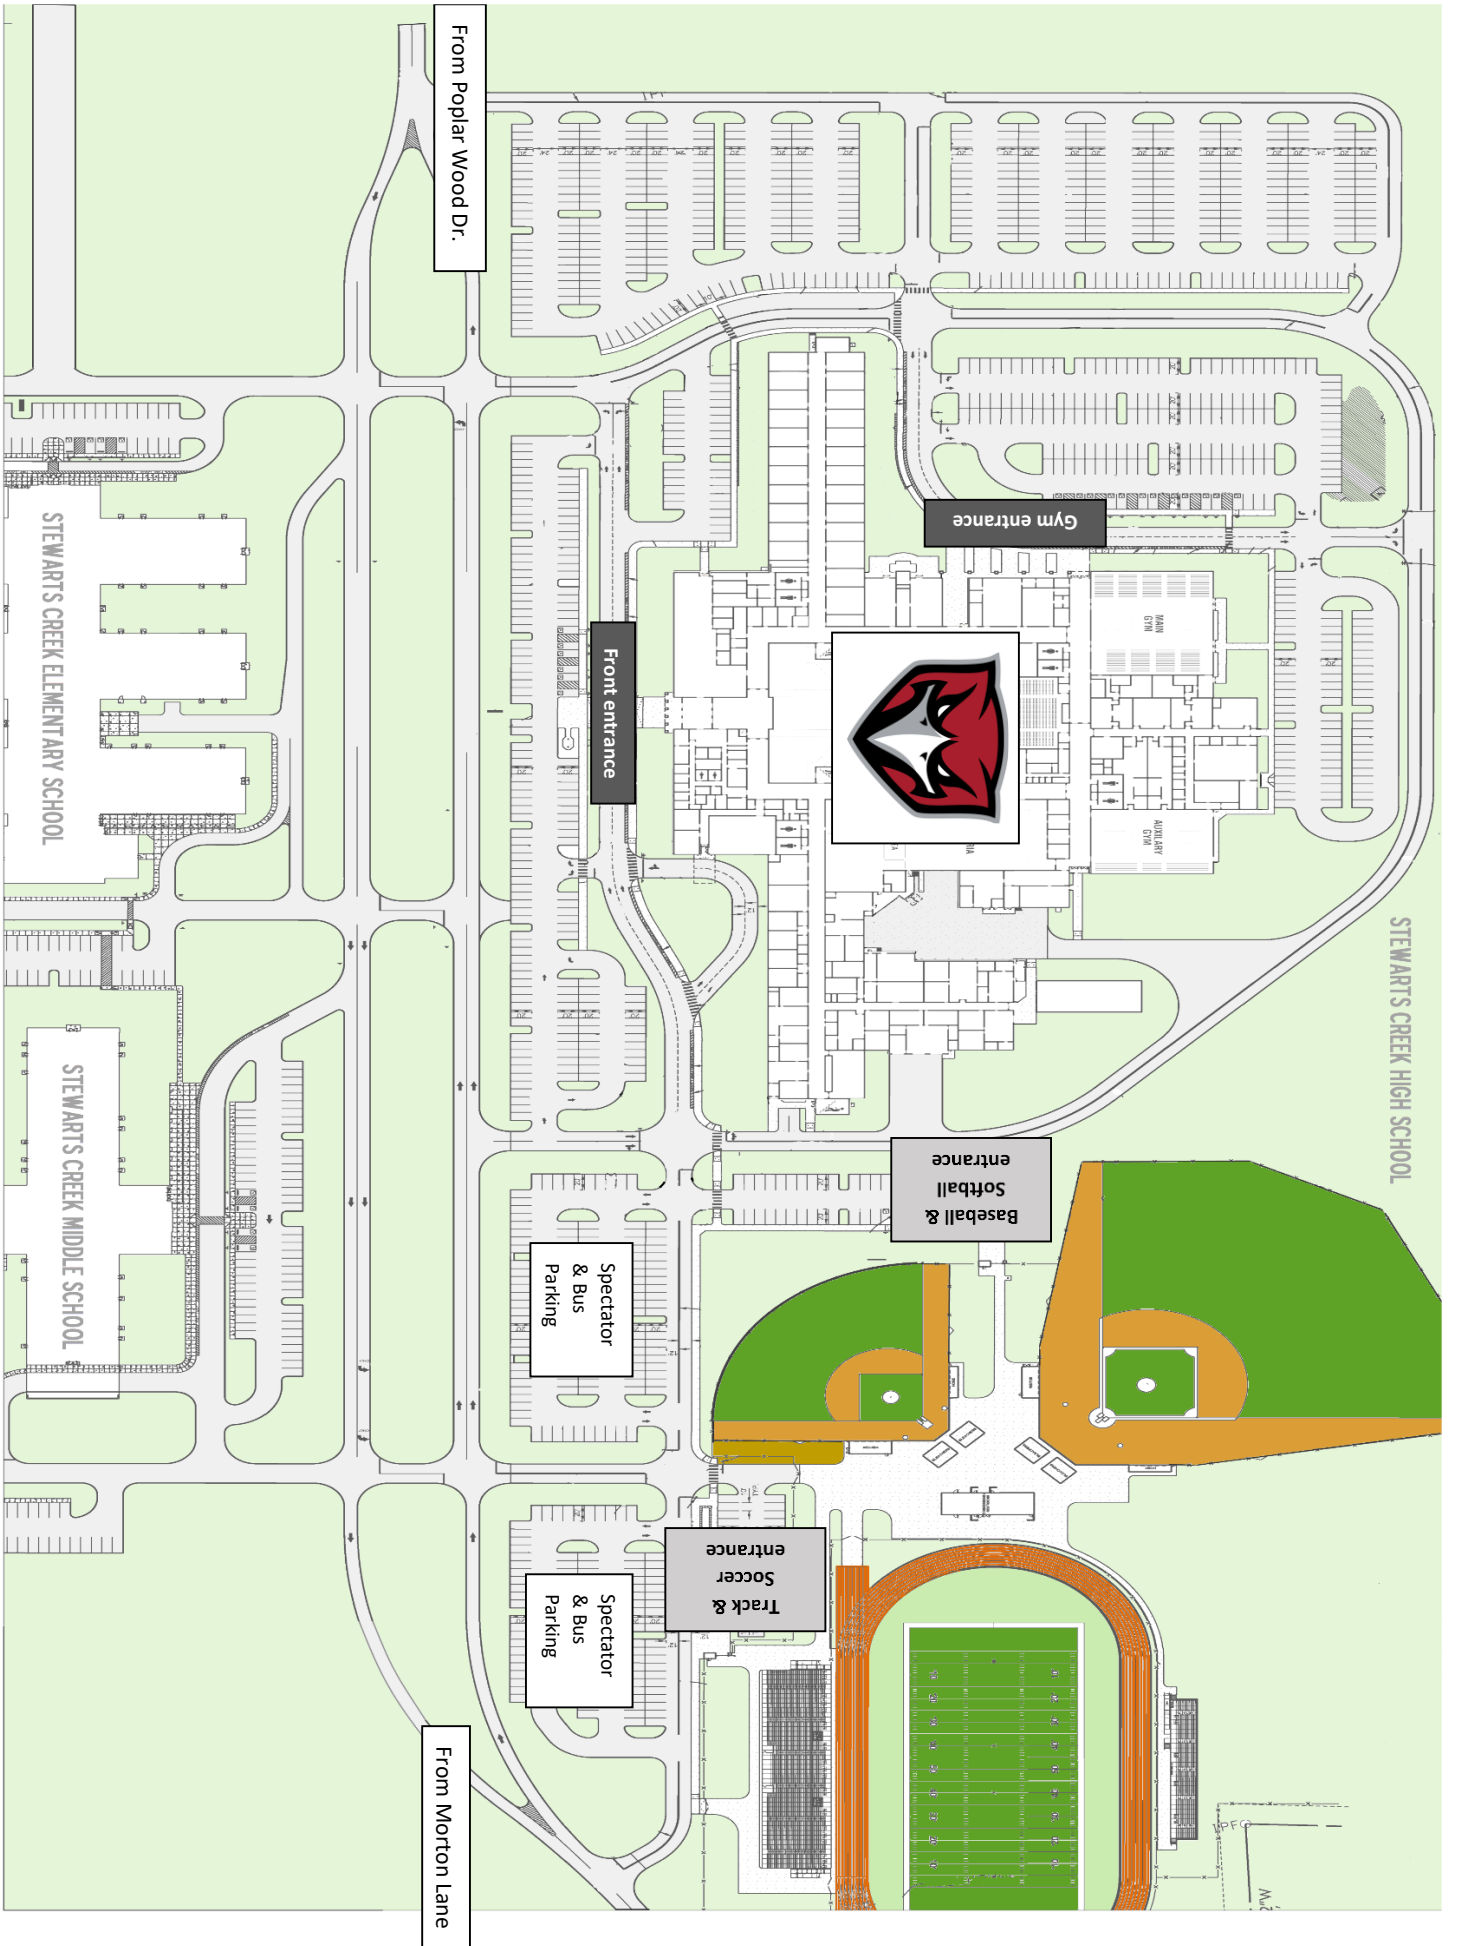 From Poplar Wood Dr.
Gym entrance
Front entrance
MAIN
GYM
AUXILARY
GYM
STEWARTS CREEK ELEMENTARY SCHOOL
STEWARTS CREEK MIDDLE SCHOOL
STEWARTS CREEK HIGH SCHOOL
Baseball &
Softball
entrance
Spectator
& Bus
Parking
Track &
Soccer
entrance
Spectator
& Bus
Parking
From Morton Lane